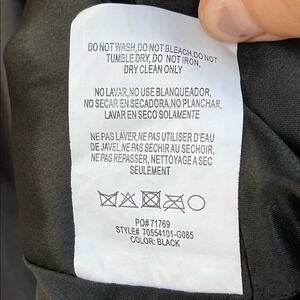 DO NOT WASH,DO NOT BLEACH,DO NOT
TUMBLE DRY, DO NOT IRON,
DRY CLEAN ONLY
NO LAVAR,NO USE BLANQUEADOR,
NO SECAR EN SECADORA,NO PLANCHAR,
LAVAR EN SECO SOLAMENTE
NE PAS LAVER,NE PAS UTILISER D'EAU
DE JAVEL,NE PAS SECHIR AU SECHOIR,
NE PAS REPASSER, NETTOYAGE A SEC
SEULEMENT
PO# 71769
STYLE# 70554101-G085
COLOR: BLACK